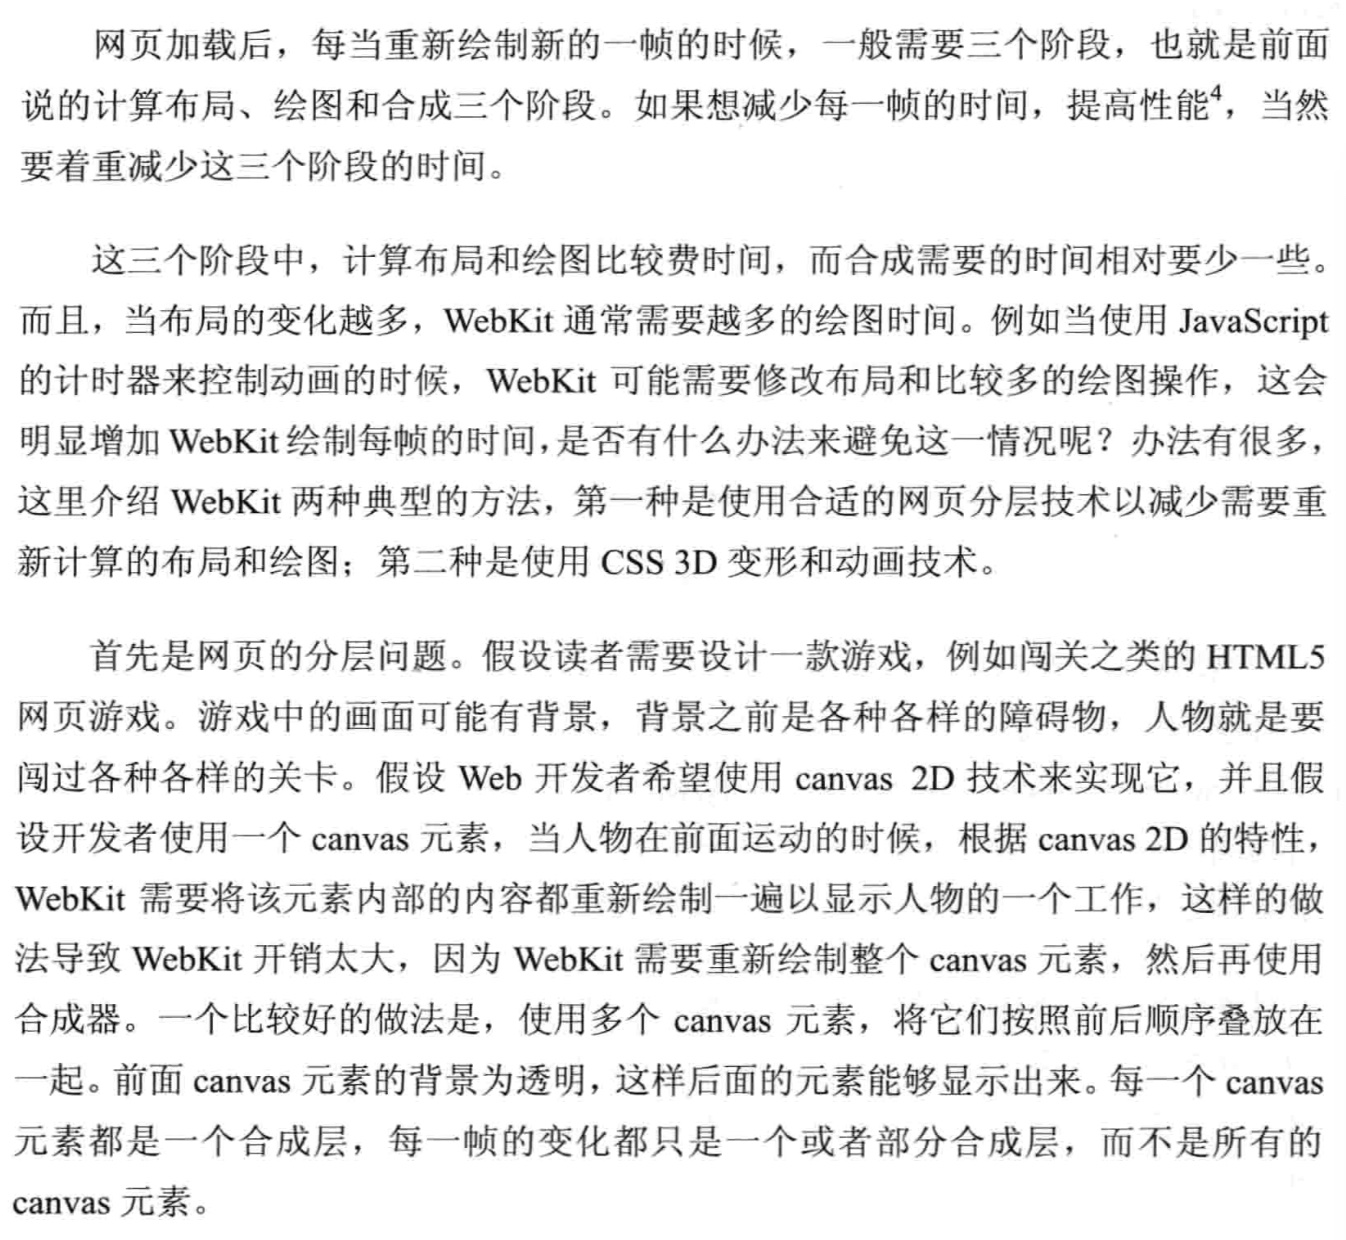 网页加载后，每当重新绘制新的一帧的时候，一般需要三个阶段，也就是前面
说的计算布局、绘图和合成三个阶段。如果想减少每一帧的时间，提高性能4，当然
要着重减少这三个阶段的时间。
这三个阶段中，计算布局和绘图比较费时间，而合成需要的时间相对要少一些。
而且，当布局的变化越多，WebKit 通常需要越多的绘图时间。例如当使用 JavaScript
的计时器来控制动画的时候，WebKit 可能需要修改布局和比较多的绘图操作，这会
明显增加 WebKit 绘制每帧的时间，是否有什么办法来避免这一情况呢？办法有很多，
这里介绍 WebKit 两种典型的方法，第一种是使用合适的网页分层技术以减少需要重
新计算的布局和绘图；第二种是使用 CSS 3D 变形和动画技术。
首先是网页的分层问题。假设读者需要设计一款游戏，例如闯关之类的 HTML5
网页游戏。游戏中的画面可能有背景，背景之前是各种各样的障碍物，人物就是要
闯过各种各样的关卡。假设 Web 开发者希望使用 canvas 2D 技术来实现它，并且假
设开发者使用一个 canvas 元素，当人物在前面运动的时候，根据 canvas 2D 的特性，
WebKit 需要将该元素内部的内容都重新绘制一遍以显示人物的一个工作，这样的做
法导致 WebKit 开销太大，因为 WebKit 需要重新绘制整个 canvas 元素，然后再使用
合成器。一个比较好的做法是，使用多个 canvas 元素，将它们按照前后顺序叠放在
一起。前面 canvas 元素的背景为透明，这样后面的元素能够显示出来。每一个 canvas
元素都是一个合成层，每一帧的变化都只是一个或者部分合成层，而不是所有的
canvas 元素。